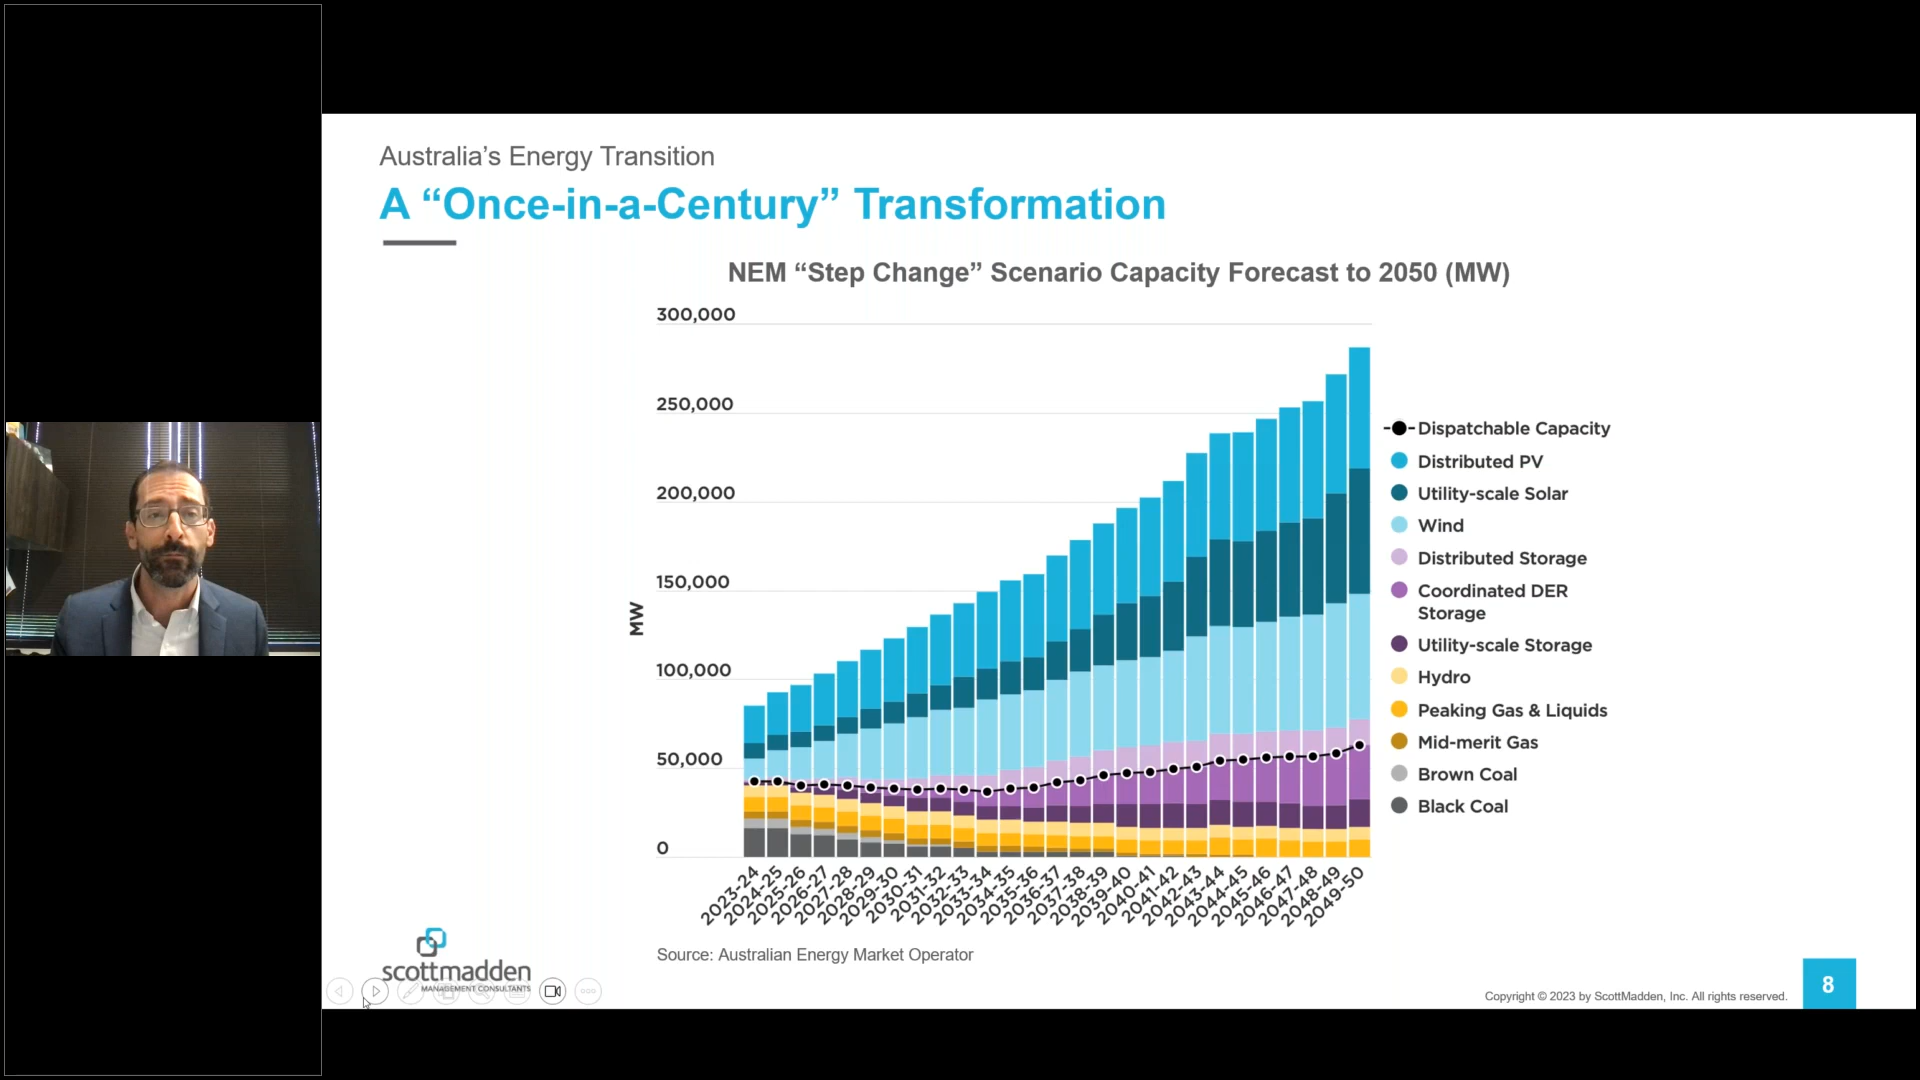 Australia’s Energy Transition
A “Once-in-a-Century” Transformation
NEM “Step Change” Scenario Capacity Forecast to 2050 (MW)
300,000
250,000
200,000
150,000
100,000
50,000
0
MW
2023-24
2024-25
2025-26
2026-27
2027-28
2028-29
2029-30
2030-31
2031-32
2032-33
2033-34
2034-35
2035-36
2036-37
2037-38
2038-39
2039-40
2040-41
2041-42
2042-43
2043-44
2044-45
2045-46
2046-47
2047-48
2048-49
2049-50
Dispatchable Capacity
Distributed PV
Utility-scale Solar
Wind
Distributed Storage
Coordinated DER
Storage
Utility-scale Storage
Hydro
Peaking Gas & Liquids
Mid-merit Gas
Brown Coal
Black Coal
Source: Australian Energy Market Operator
scottmadden
MANAGEMENT CONSULTANTS
Copyright © 2023 by ScottMadden, Inc. All rights reserved.
8